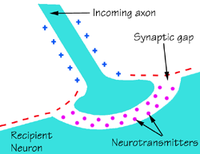 Incoming axon
Synaptic gap
Recipient
Neuron
Neurotransmitters